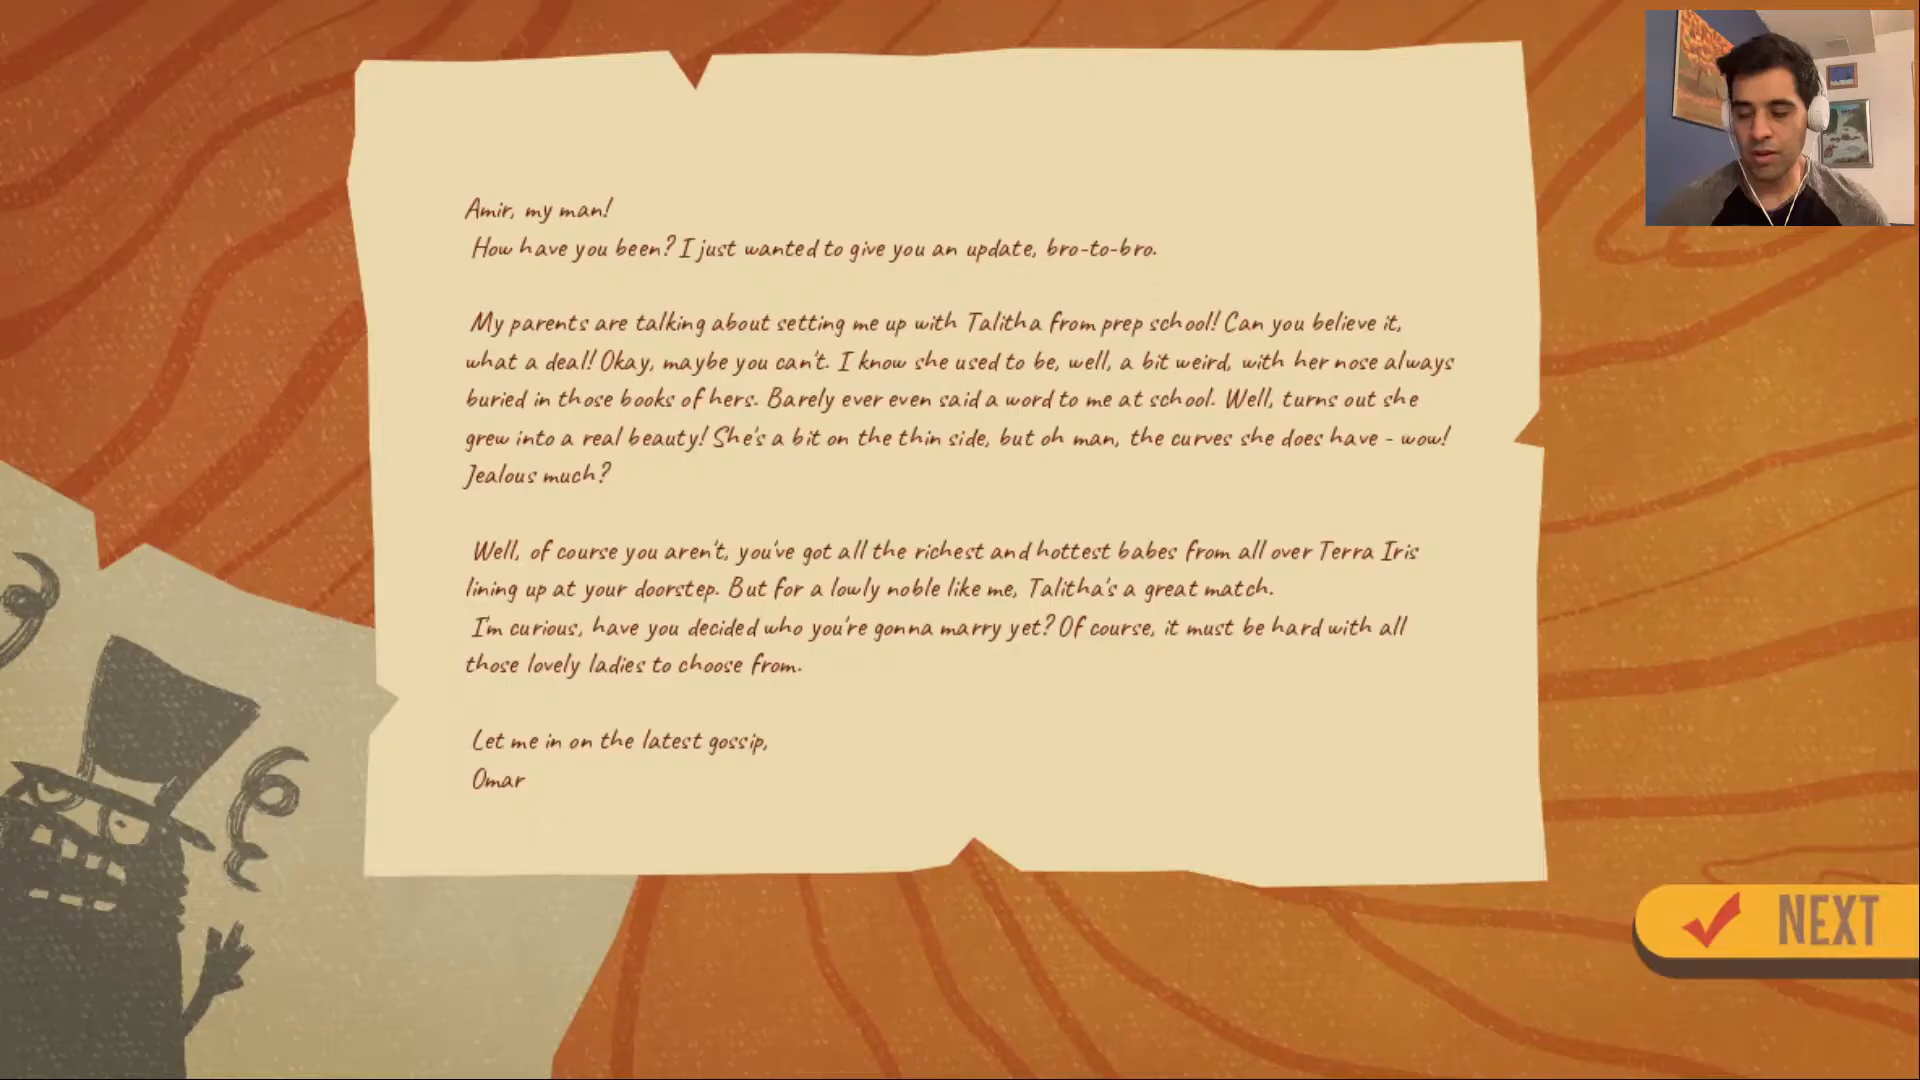 Amir, my man!
How have you been? I just wanted to give you an update, bro-to-bro.
My parents are talking about setting me up with Talitha from prep school! Can you believe it,
what a deal! Okay, maybe you can't. I know she used to be, well, a bit weird, with her nose always
buried in those books of hers. Barely ever even said a word to me at school. Well, turns out she
grew into a real beauty! She's a bit on the thin side, but oh man, the curves she does have - wow!
Jealous much?
Well, of course you aren't, you've got all the richest and hottest babes from all over Terra Iris
lining up at your doorstep. But for a lowly noble like me, Talitha's a great match.
I'm curious, have you decided who you're gonna marry yet? Of course, it must be hard with all
those lovely ladies to choose from.
Let me in on the latest gossip,
Omar
NEXT